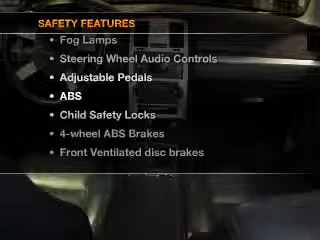 SAFETY FEATURES
• Fog Lamps
• Steering Wheel Audio Controls
• Adjustable Pedals
• ABS
• Child Safety Locks
• 4-wheel ABS Brakes
• Front Ventilated disc brakes